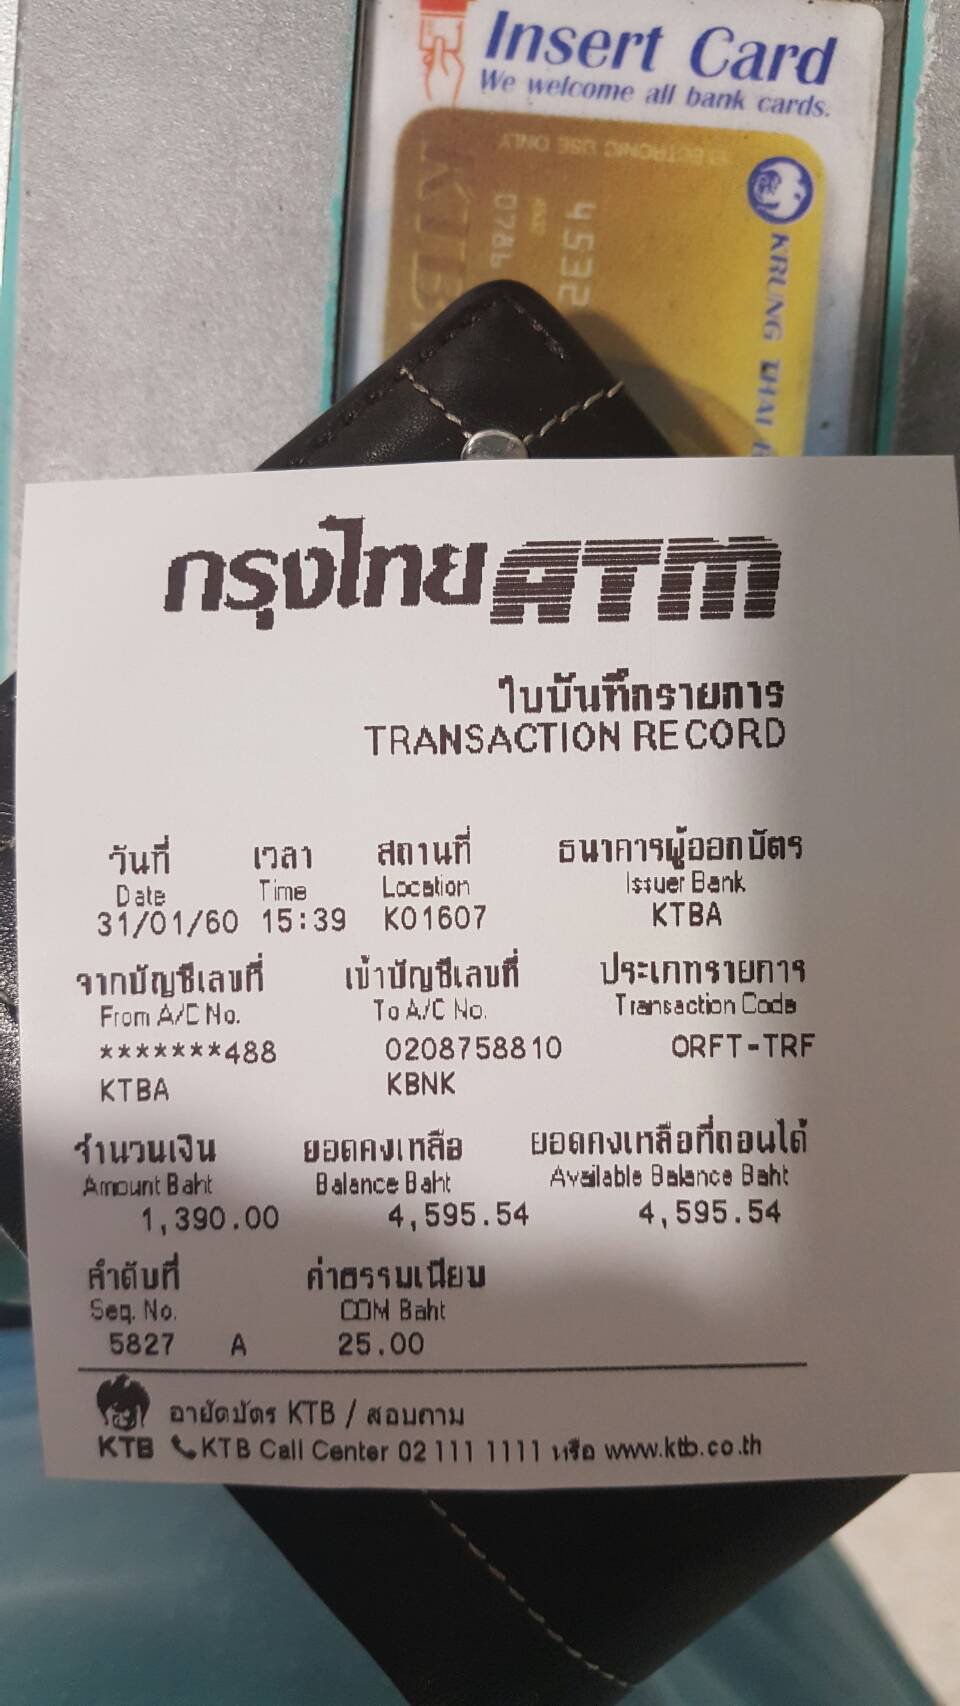 Insert Card
We welcome all bank cards.
ELECTRONIC USE ONLY
4532
0786
KRUNG THAI
กรุงไทย ATM
ใบบันทึกรายการ
TRANSACTION RECORD
วันที่ เวลา สถานที่ ธนาคารผู้ออกบัตร
Date Time Location Issuer Bank
31/01/60 15:39 K01607 KTBA
จากบัญชีเลขที่ เข้าบัญชีเลขที่ ประเภทรายการ
From A/C No. To A/C No. Transaction Code
*******488 0208758810 ORFT-TRF
KTBA KBNK
จำนวนเงิน ยอดคงเหลือ ยอดคงเหลือที่ถอนได้
Amount Baht Balance Baht Available Balance Baht
1,390.00 4,595.54 4,595.54
ลำดับที่ ค่าธรรมเนียม
Seq. No. COM Baht
5827 A 25.00
อายัดบัตร KTB / สอบถาม
KTB KTB Call Center 02 111 1111 หรือ www.ktb.co.th